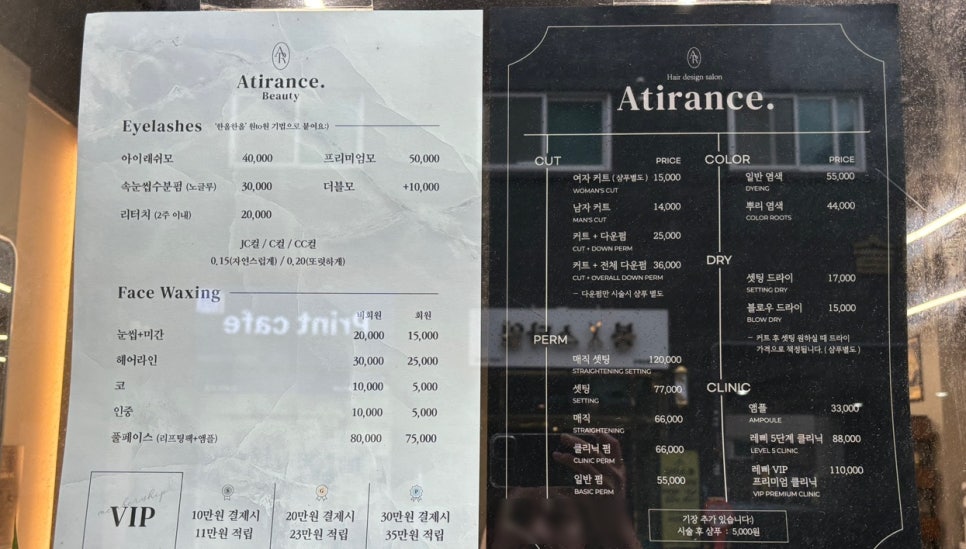 AR
Atirance.
Beauty
Eyelashes '한올한올' 원to원 기법으로 붙어요:)
아이래쉬모 40,000 프리미엄모 50,000
속눈썹수분펌 (노글루) 30,000 더블모 +10,000
리터치 (2주 이내) 20,000
JC컬 / C컬 / CC컬
0.15(자연스럽게) / 0.20(또렷하게)
Face Waxing
비회원 회원
눈썹+미간 20,000 15,000
헤어라인 30,000 25,000
코 10,000 5,000
인중 10,000 5,000
풀페이스 (리프팅팩+앰플) 80,000 75,000
VIP
10만원 결제시
11만원 적립
G
20만원 결제시
23만원 적립
P
30만원 결제시
35만원 적립
AR
Hair design salon
Atirance.
CUT PRICE
여자 커트 ( 샴푸별도 ) 15,000
WOMAN'S CUT
남자 커트 14,000
MAN'S CUT
커트 + 다운펌 25,000
CUT + DOWN PERM
커트 + 전체 다운펌 36,000
CUT + OVERALL DOWN PERM
– 다운펌만 시술시 샴푸 별도
PERM
매직 셋팅 120,000
STRAIGHTENING SETTING
셋팅 77,000
SETTING
매직 66,000
STRAIGHTENING
클리닉 펌 66,000
CLINIC PERM
일반 펌 55,000
BASIC PERM
COLOR PRICE
일반 염색 55,000
DYEING
뿌리 염색 44,000
COLOR ROOTS
DRY
셋팅 드라이 17,000
SETTING DRY
블로우 드라이 15,000
BLOW DRY
– 커트 후 셋팅 원하실 때 드라이
가격으로 책정됩니다. ( 샴푸별도 )
CLINIC
앰플 33,000
AMPOULE
레삐 5단계 클리닉 88,000
LEVEL 5 CLINIC
레삐 VIP 110,000
프리미엄 클리닉
VIP PREMIUM CLINIC
기장 추가 있습니다:)
시술 후 샴푸 : 5,000원
Print cafe